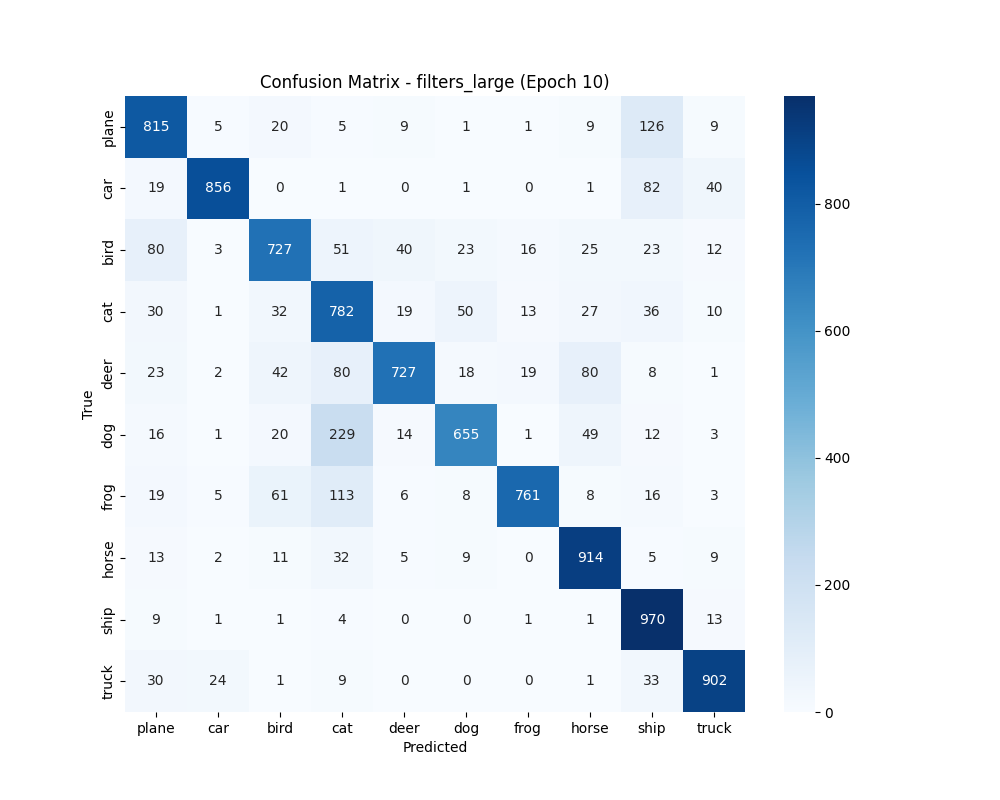 Confusion Matrix - filters_large (Epoch 10)
True
plane 815 5 20 5 9 1 1 9 126 9
car 19 856 0 1 0 1 0 1 82 40
bird 80 3 727 51 40 23 16 25 23 12
cat 30 1 32 782 19 50 13 27 36 10
deer 23 2 42 80 727 18 19 80 8 1
dog 16 1 20 229 14 655 1 49 12 3
frog 19 5 61 113 6 8 761 8 16 3
horse 13 2 11 32 5 9 0 914 5 9
ship 9 1 1 4 0 0 1 1 970 13
truck 30 24 1 9 0 0 0 1 33 902
plane car bird cat deer dog frog horse ship truck
Predicted
800
600
400
200
0